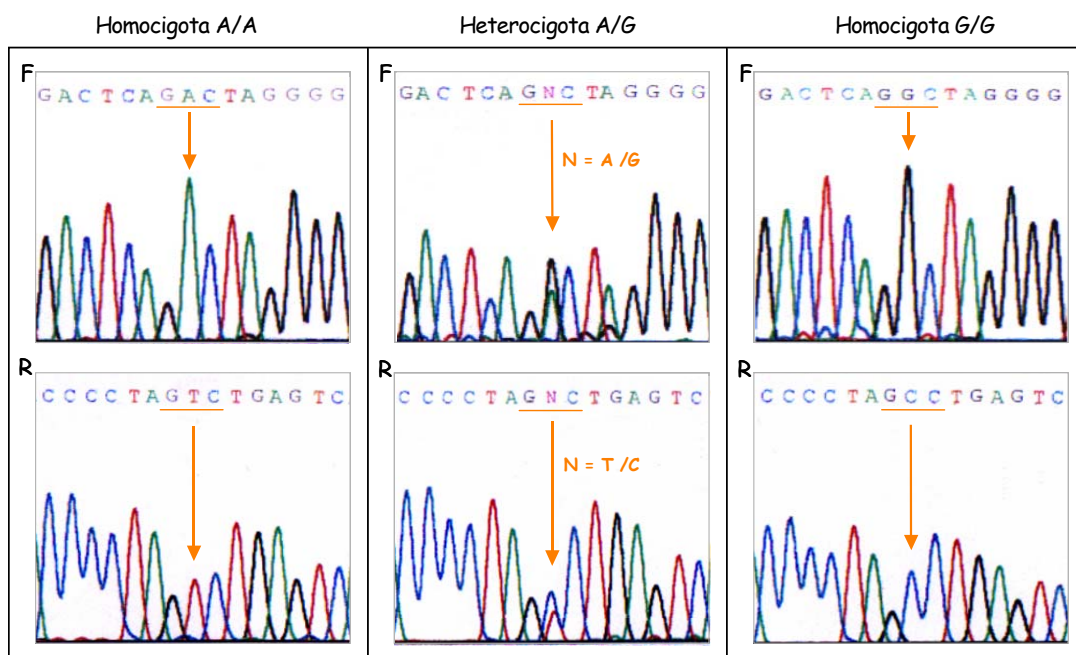 Homocigota A/A
Heterocigota A/G
Homocigota G/G
F
GACTCAGACTAGGGG
F
GACTCAGNCTAGGGG
N = A/G
F
GACTCAGGCTAGGGG
R
CCCCTAGTCTGAGTC
R
CCCCTAGNCTGAGTC
N = T/C
R
CCCCTAGCCTGAGTC